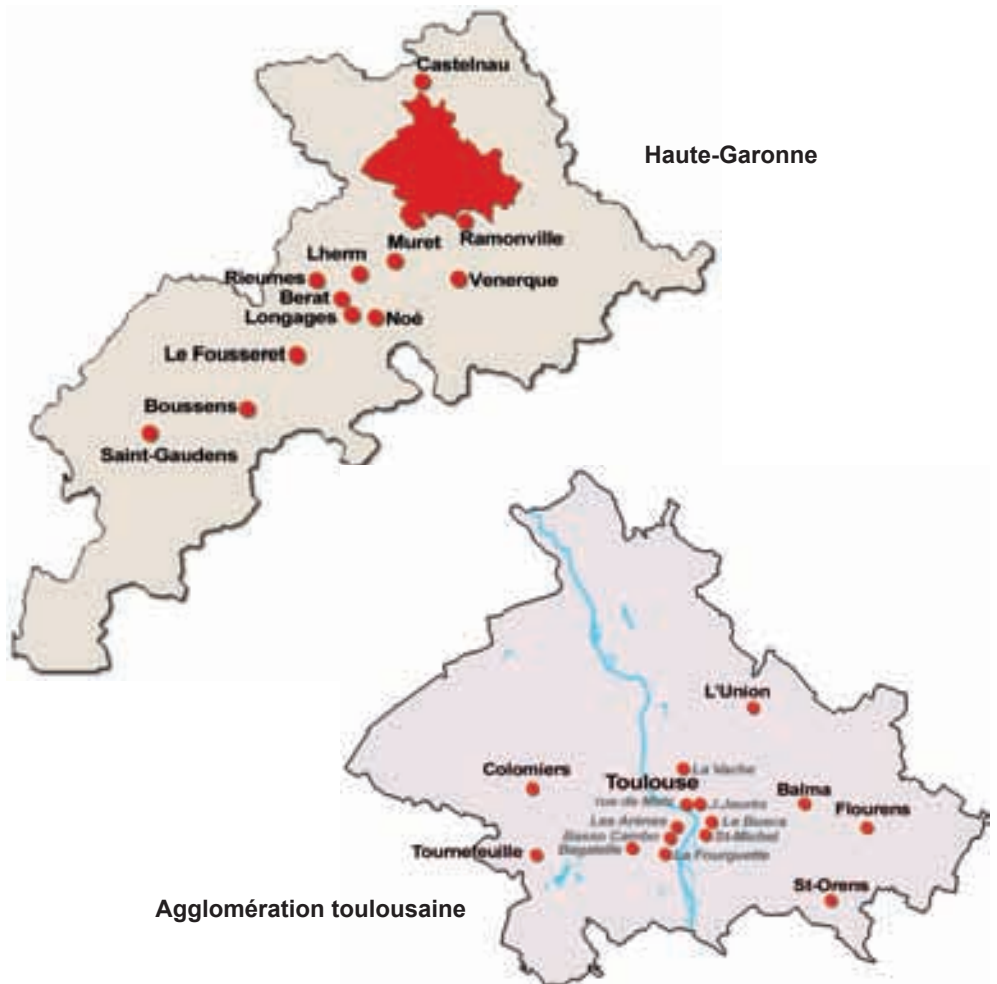 Castelnau
Haute-Garonne
Muret
Ramonville
Lherm
Rieumes
Venerque
Berat
Longages
Noé
Le Fousseret
Boussens
Saint-Gaudens
L'Union
La Vache
Colomiers
Toulouse
Balma
rue de Metz
J.Jaurès
Flourens
Les Arènes
Le Busca
Basso Cambo
St-Michel
Bagatelle
La Fourguette
Tournefeuille
St-Orens
Agglomération toulousaine